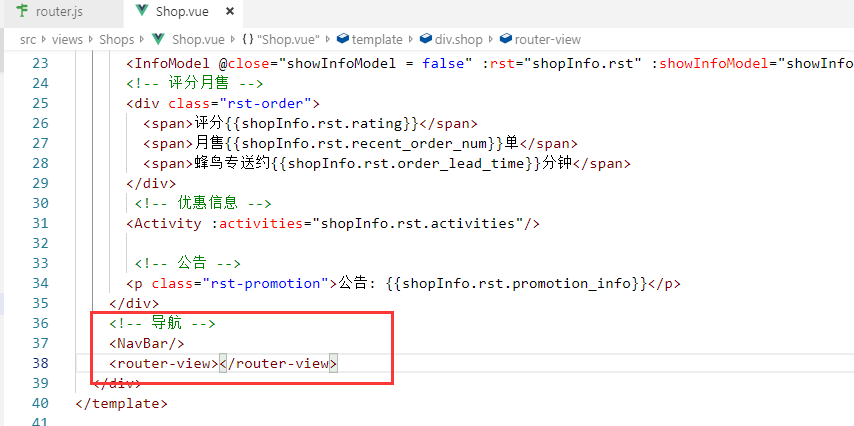 router.js Shop.vue ×
src > views > Shops > Shop.vue > {} "Shop.vue" > template > div.shop > router-view
23 <InfoModel @close="showInfoModel = false" :rst="shopInfo.rst" :showInfoModel="showInfo
24 <!-- 评分月售 -->
25 <div class="rst-order">
26 <span>评分{{shopInfo.rst.rating}}</span>
27 <span>月售{{shopInfo.rst.recent_order_num}}单</span>
28 <span>蜂鸟专送约{{shopInfo.rst.order_lead_time}}分钟</span>
29 </div>
30 <!-- 优惠信息 -->
31 <Activity :activities="shopInfo.rst.activities"/>
32
33 <!-- 公告 -->
34 <p class="rst-promotion">公告: {{shopInfo.rst.promotion_info}}</p>
35 </div>
36 <!-- 导航 -->
37 <NavBar/>
38 <router-view></router-view>
39 </div>
40 </template>
41